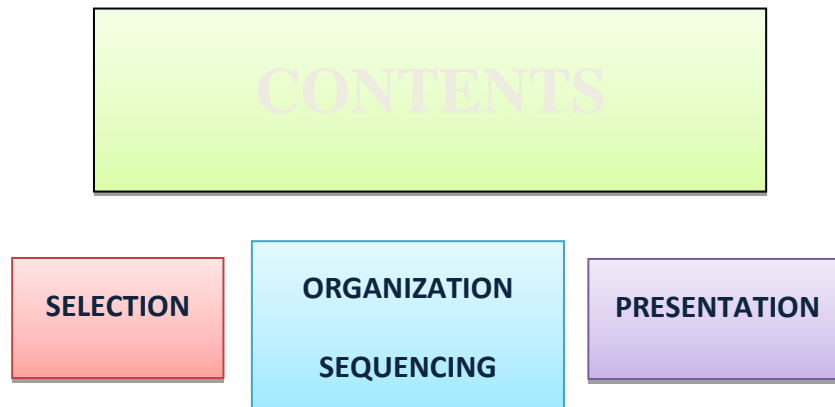 CONTENTS
SELECTION
ORGANIZATION
SEQUENCING
PRESENTATION